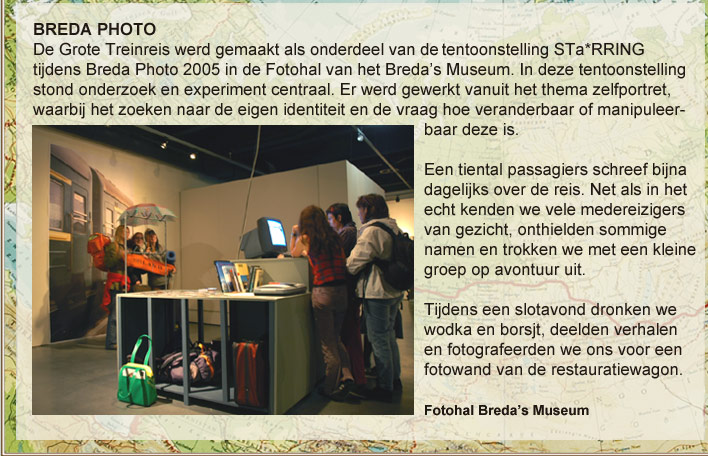 BREDA PHOTO
De Grote Treinreis werd gemaakt als onderdeel van de tentoonstelling STa*RRING
tijdens Breda Photo 2005 in de Fotohal van het Breda's Museum. In deze tentoonstelling
stond onderzoek en experiment centraal. Er werd gewerkt vanuit het thema zelfportret,
waarbij het zoeken naar de eigen identiteit en de vraag hoe veranderbaar of manipuleer-
baar deze is.
Een tiental passagiers schreef bijna
dagelijks over de reis. Net als in het
echt kenden we vele medereizigers
van gezicht, onthielden sommige
namen en trokken we met een kleine
groep op avontuur uit.
Tijdens een slotavond dronken we
wodka en borsjt, deelden verhalen
en fotografeerden we ons voor een
fotowand van de restauratiewagon.
Fotohal Breda's Museum